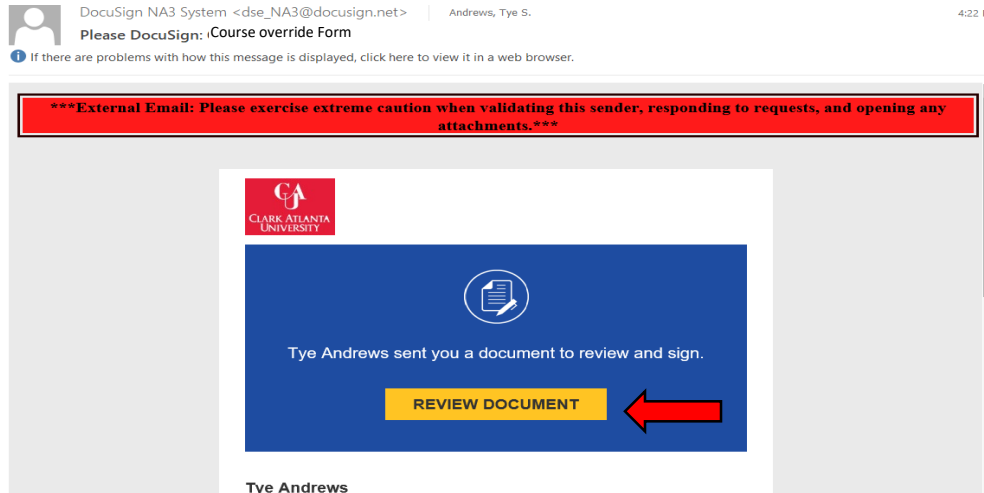 DocuSign NA3 System <dse_NA3@docusign.net> Andrews, Tye S. 4:22
Please DocuSign: Course override Form
If there are problems with how this message is displayed, click here to view it in a web browser.
***External Email: Please exercise extreme caution when validating this sender, responding to requests, and opening any
attachments.***
CLARK ATLANTA
UNIVERSITY
Tye Andrews sent you a document to review and sign.
REVIEW DOCUMENT
Tye Andrews